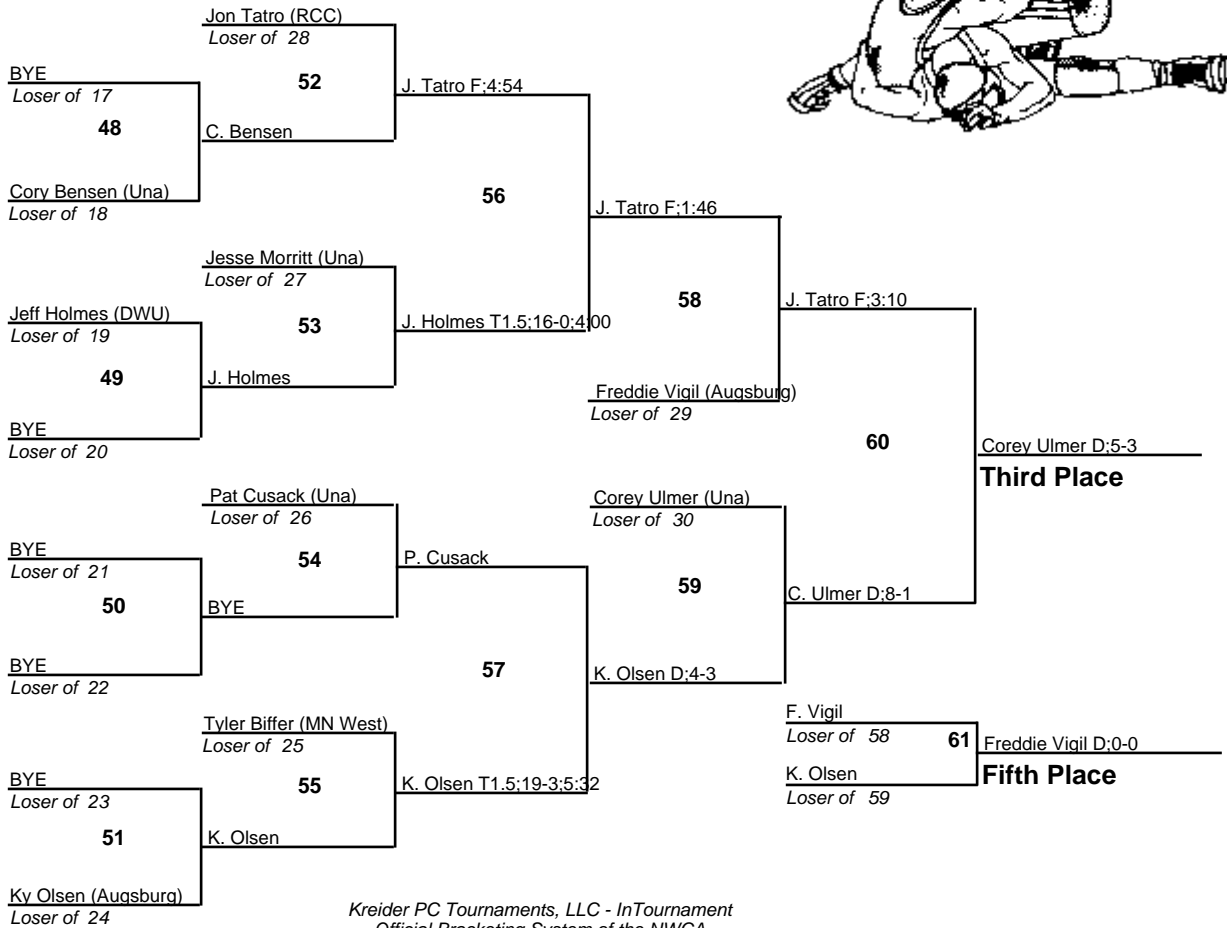 Jon Tatro (RCC)
Loser of 28
BYE
Loser of 17
52
J. Tatro F;4:54
48
C. Bensen
Cory Bensen (Una)
Loser of 18
56
J. Tatro F;1:46
Jesse Morritt (Una)
Loser of 27
Jeff Holmes (DWU)
Loser of 19
53
J. Holmes T1.5;16-0;4:00
58
J. Tatro F;3:10
49
J. Holmes
Freddie Vigil (Augsburg)
Loser of 29
BYE
Loser of 20
60
Corey Ulmer D;5-3
Third Place
Pat Cusack (Una)
Loser of 26
Corey Ulmer (Una)
Loser of 30
BYE
Loser of 21
54
P. Cusack
50
BYE
59
C. Ulmer D;8-1
BYE
Loser of 22
57
K. Olsen D;4-3
Tyler Biffer (MN West)
Loser of 25
F. Vigil
Loser of 58
61
Freddie Vigil D;0-0
Fifth Place
K. Olsen
Loser of 59
BYE
Loser of 23
55
K. Olsen T1.5;19-3;5:32
51
K. Olsen
Ky Olsen (Augsburg)
Loser of 24
Kreider PC Tournaments, LLC - InTournament
Official Bracketing System of the NWCA